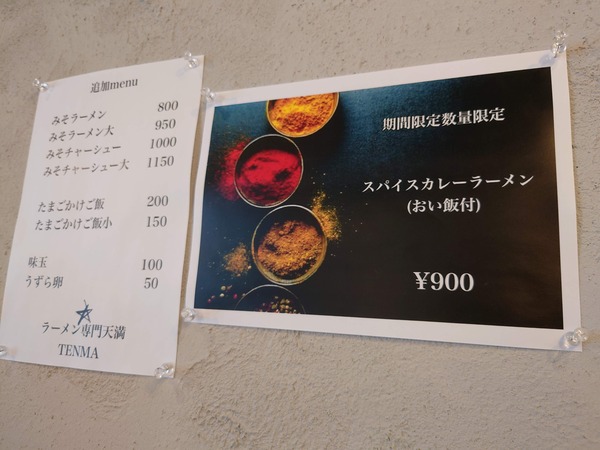 追加menu
みそラーメン 800
みそラーメン大 950
みそチャーシュー 1000
みそチャーシュー大 1150
たまごかけご飯 200
たまごかけご飯小 150
味玉 100
うずら卵 50
ラーメン専門天満
TENMA
期間限定数量限定
スパイスカレーラーメン
(おい飯付)
¥900